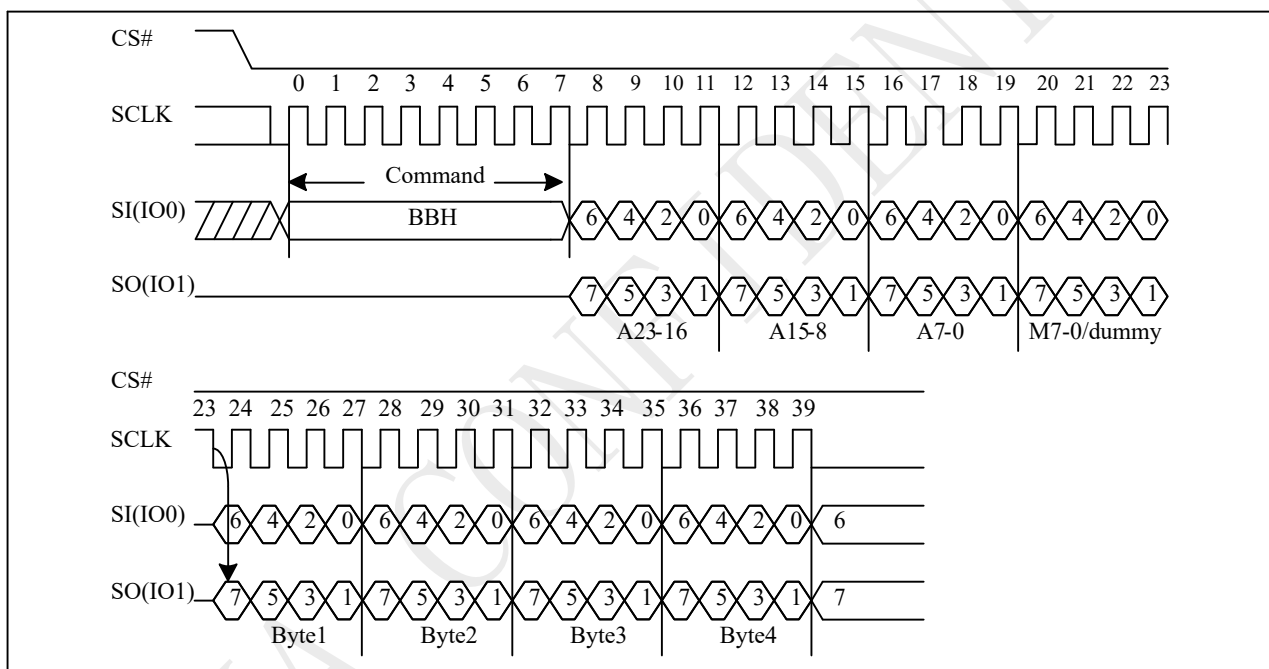 CS#
0 1 2 3 4 5 6 7 8 9 10 11 12 13 14 15 16 17 18 19 20 21 22 23
SCLK
Command
SI(IO0) BBH 6 4 2 0 6 4 2 0 6 4 2 0 6 4 2 0
SO(IO1) 7 5 3 1 7 5 3 1 7 5 3 1 7 5 3 1
A23-16 A15-8 A7-0 M7-0/dummy
CS#
23 24 25 26 27 28 29 30 31 32 33 34 35 36 37 38 39
SCLK
SI(IO0) 6 4 2 0 6 4 2 0 6 4 2 0 6 4 2 0 6
SO(IO1) 7 5 3 1 7 5 3 1 7 5 3 1 7 5 3 1 7
Byte1 Byte2 Byte3 Byte4